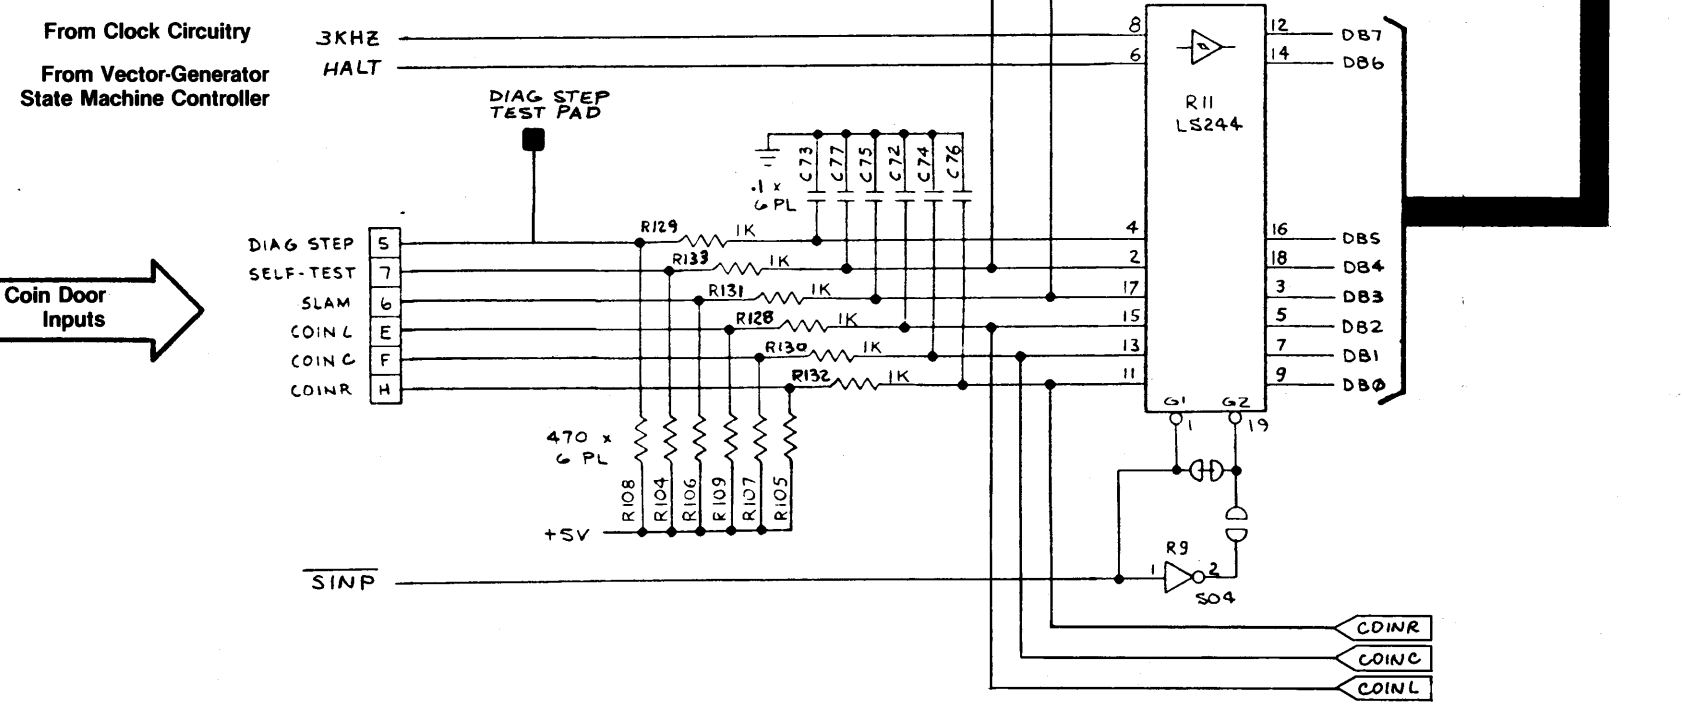 From Clock Circuitry
3KHZ
From Vector-Generator
State Machine Controller
HALT
DIAG STEP
TEST PAD
8
6
12
14
DB7
DB6
R11
LS244
C73
C77
C75
C72
C74
C76
.1 x
6 PL
Coin Door
Inputs
DIAG STEP 5
R129 1K
4 16 DB5
SELF-TEST 7
R133 1K
2 18 DB4
SLAM 6
R131 1K
17 3 DB3
COIN L E
R128 1K
15 5 DB2
COIN C F
R130 1K
13 7 DB1
COINR H
R132 1K
11 9 DBØ
G1 G2
1 19
470 x
6 PL
R108
R104
R106
R109
R107
R105
+5V
SINP
R9
1 2
S04
COINR
COINC
COINL